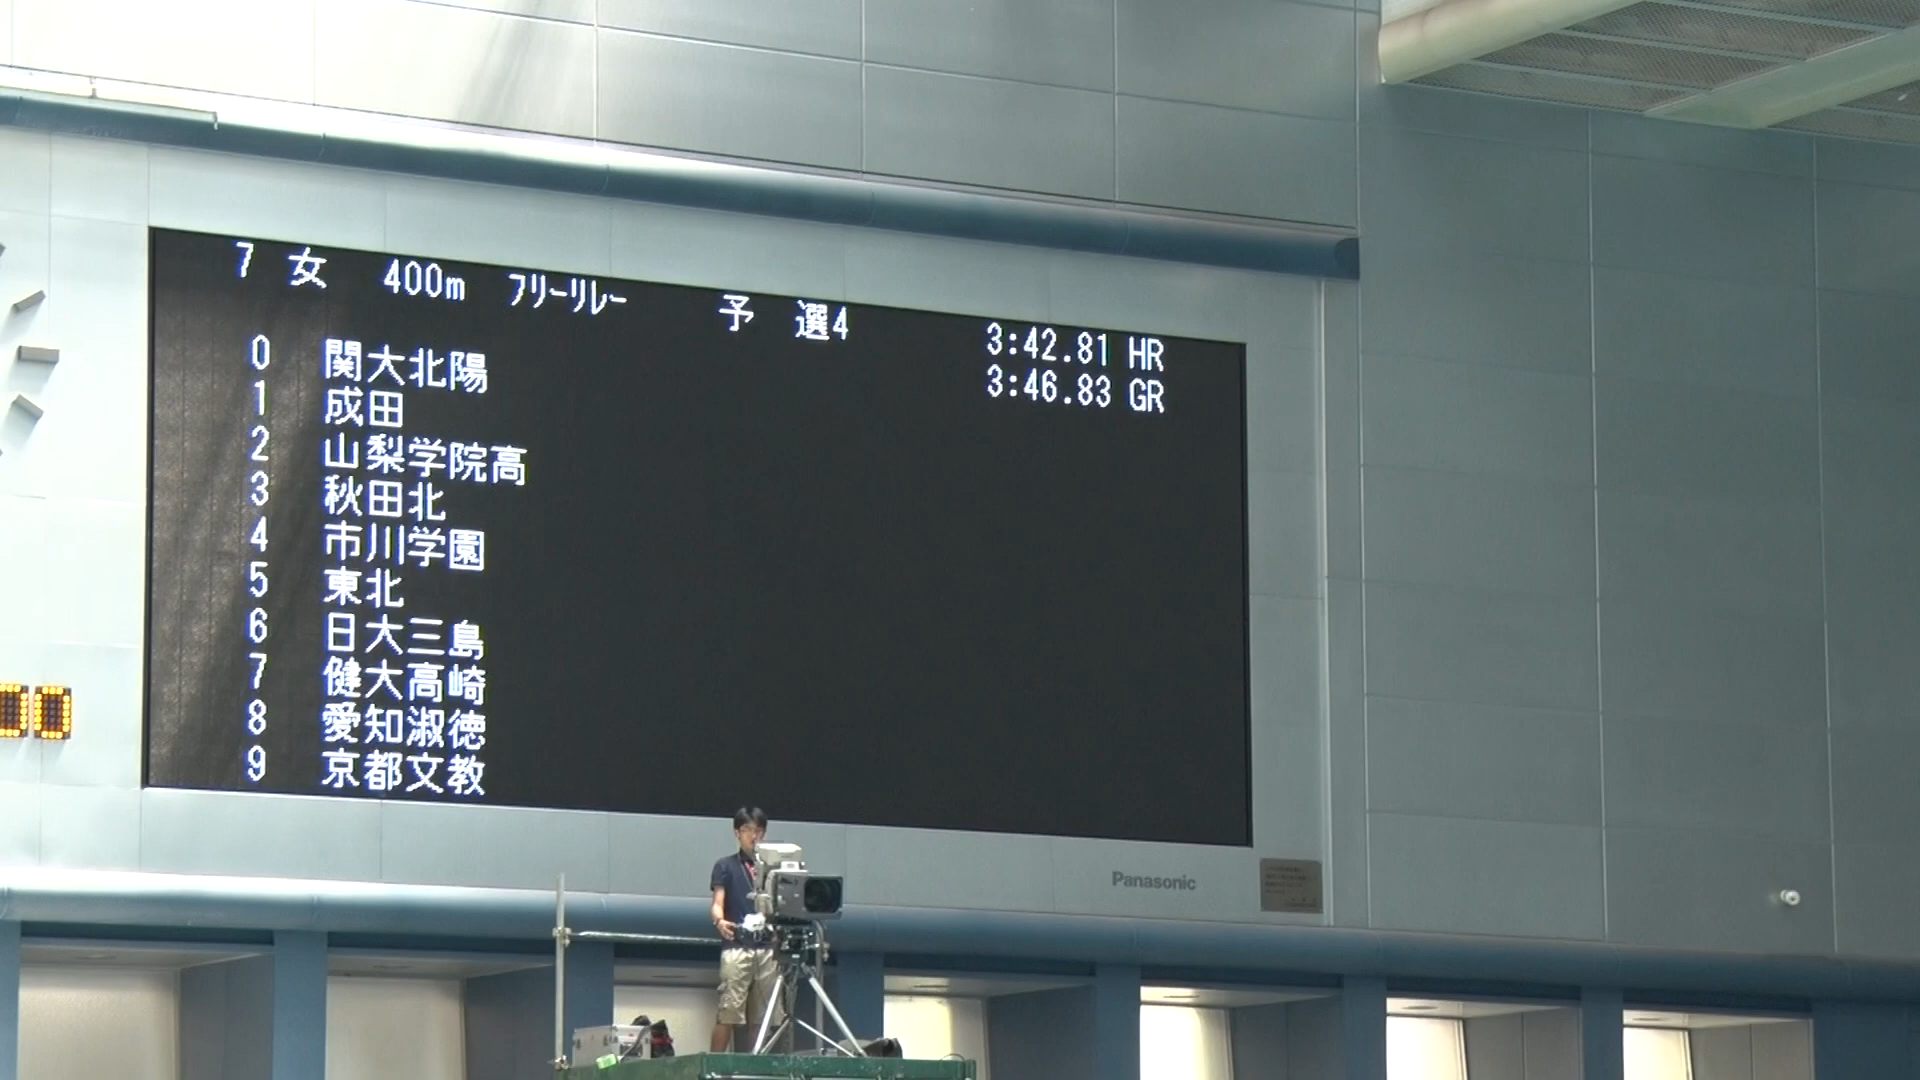 7 女 400m フリーリレー 予 選4
3:42.81 HR
3:46.83 GR
0 関大北陽
1 成田
2 山梨学院高
3 秋田北
4 市川学園
5 東北
6 日大三島
7 健大高崎
8 愛知淑徳
9 京都文教
Panasonic